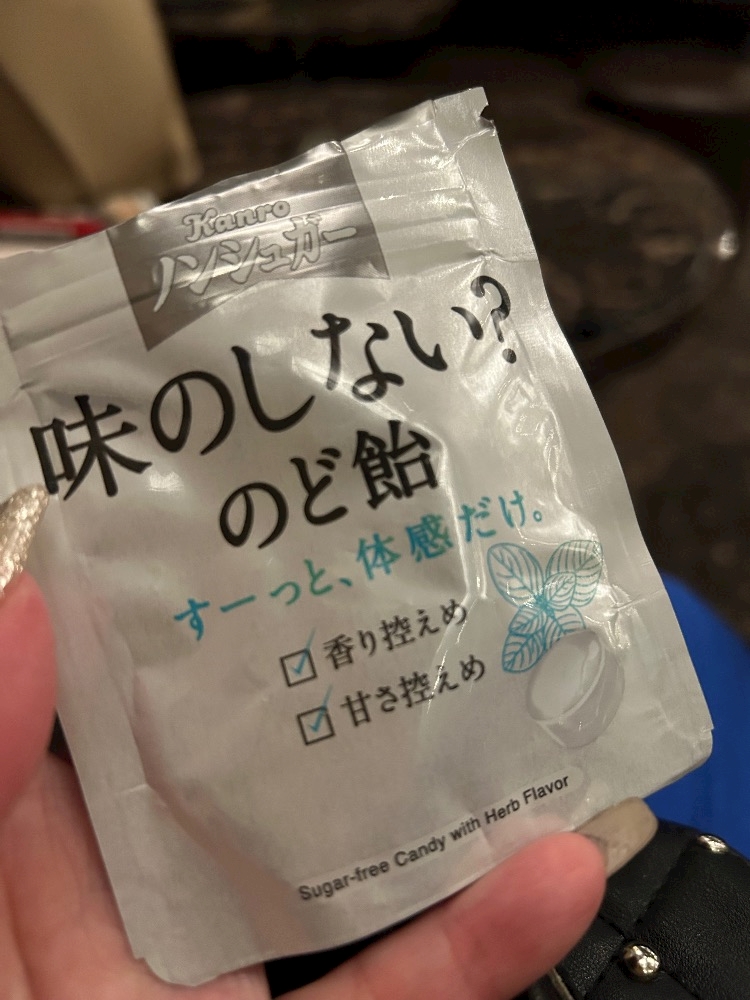 Kanro
ノンシュガー
味のしない?
のど飴
すーっと、体感だけ。
☑ 香り控えめ
☑ 甘さ控えめ
Sugar-free Candy with Herb Flavor